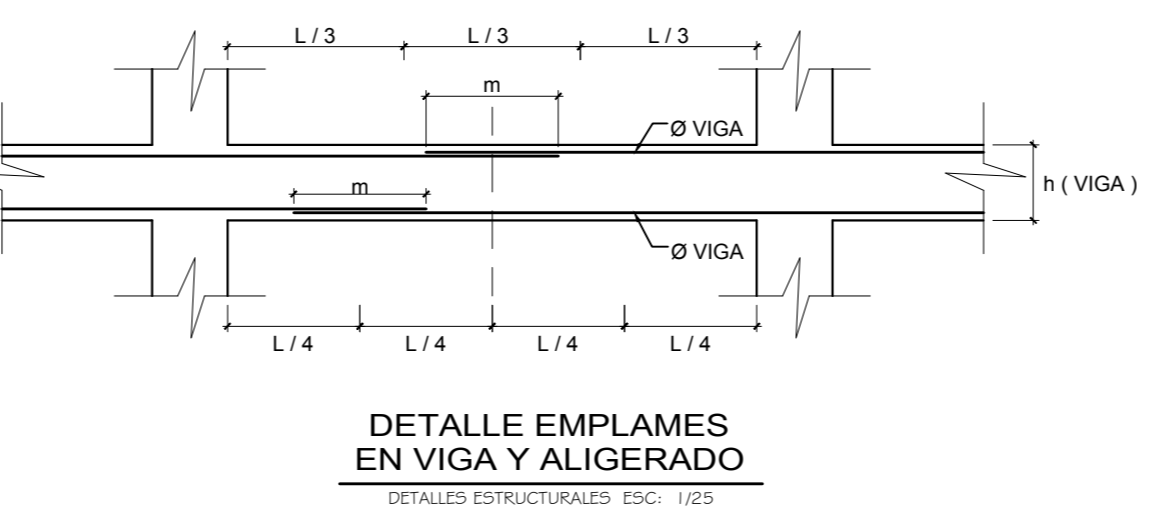 L / 3 L / 3 L / 3
m
Ø VIGA
m
h ( VIGA )
Ø VIGA
L / 4 L / 4 L / 4 L / 4
DETALLE EMPLAMES
EN VIGA Y ALIGERADO
DETALLES ESTRUCTURALES ESC: 1/25